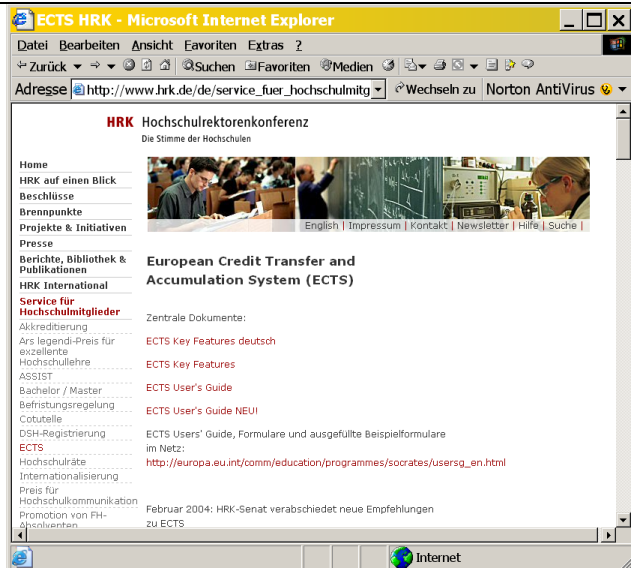 ECTS HRK - Microsoft Internet Explorer
Datei Bearbeiten Ansicht Favoriten Extras ?
Zurück Suchen Favoriten Medien
Adresse http://www.hrk.de/de/service_fuer_hochschulmitg Wechseln zu Norton AntiVirus
HRK Hochschulrektorenkonferenz
Die Stimme der Hochschulen
English | Impressum | Kontakt | Newsletter | Hilfe | Suche |
Home
HRK auf einen Blick
Beschlüsse
Brennpunkte
Projekte & Initiativen
Presse
Berichte, Bibliothek &
Publikationen
HRK International
Service für
Hochschulmitglieder
Akkreditierung
Ars legendi-Preis für
exzellente
Hochschullehre
ASSIST
Bachelor / Master
Befristungsregelung
Cotutelle
DSH-Registrierung
ECTS
Hochschulräte
Internationalisierung
Preis für
Hochschulkommunikation
Promotion von FH-
Absolventen
European Credit Transfer and
Accumulation System (ECTS)
Zentrale Dokumente:
ECTS Key Features deutsch
ECTS Key Features
ECTS User's Guide
ECTS User's Guide NEU!
ECTS Users' Guide, Formulare und ausgefüllte Beispielformulare
im Netz:
http://europa.eu.int/comm/education/programmes/socrates/usersg_en.html
Februar 2004: HRK-Senat verabschiedet neue Empfehlungen
zu ECTS
Internet